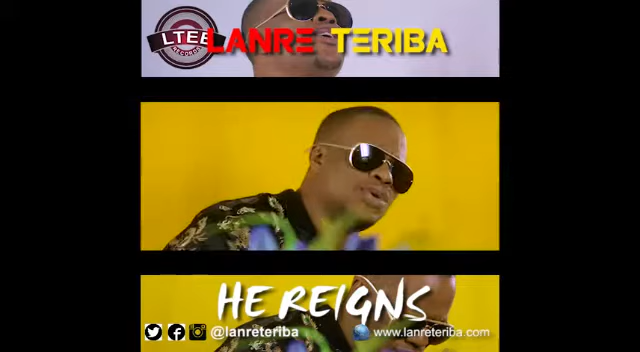 LTEE
RECORDS
LANRE TERIBA
HE REIGNS
@lanreteriba
www.lanreteriba.com